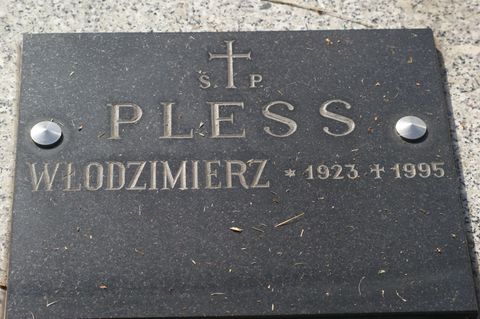 Ś. † P.
PLESS
WŁODZIMIERZ * 1923 † 1995